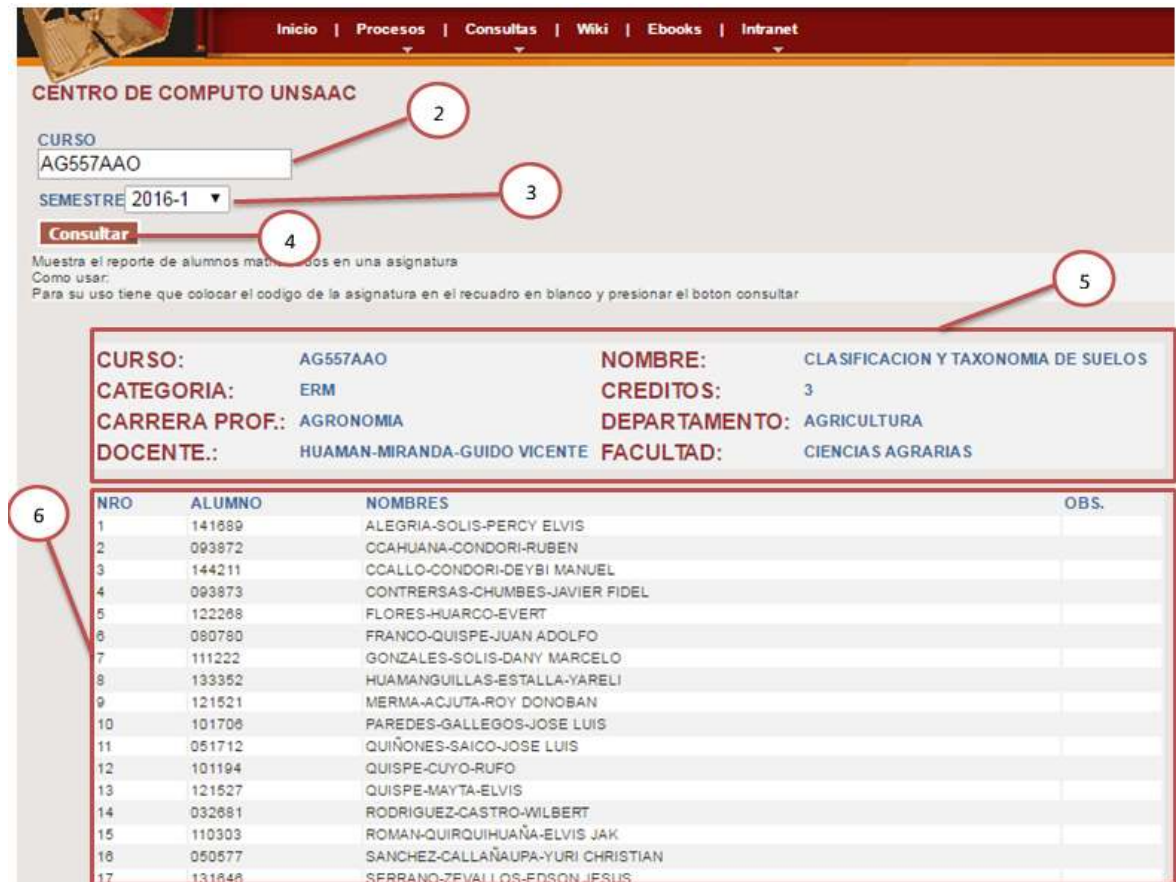 Inicio | Procesos | Consultas | Wiki | Ebooks | Intranet
CENTRO DE COMPUTO UNSAAC
2
CURSO
AG557AAO
SEMESTRE 2016-1
3
Consultar
4
Muestra el reporte de alumnos dos en una asignatura
Como usar:
Para su uso tiene que colocar el codigo de la asignatura en el recuadro en blanco y presionar el boton consultar
5
CURSO: AG557AAO NOMBRE: CLASIFICACION Y TAXONOMIA DE SUELOS
CATEGORIA: ERM CREDITOS: 3
CARRERA PROF.: AGRONOMIA DEPARTAMENTO: AGRICULTURA
DOCENTE.: HUAMAN-MIRANDA-GUIDO VICENTE FACULTAD: CIENCIAS AGRARIAS
6
NRO ALUMNO NOMBRES OBS.
1 141689 ALEGRIA-SOLIS-PERCY ELVIS
2 093872 CCAHUANA-CONDORI-RUBEN
3 144211 CCALLO-CONDORI-DEYBI MANUEL
4 093873 CONTRERSAS-CHUMBES-JAVIER FIDEL
5 122268 FLORES-HUARCO-EVERT
6 080780 FRANCO-QUISPE-JUAN ADOLFO
7 111222 GONZALES-SOLIS-DANY MARCELO
8 133352 HUAMANGUILLAS-ESTALLA-YARELI
9 121521 MERMA-ACJUTA-ROY DONOBAN
10 101706 PAREDES-GALLEGOS-JOSE LUIS
11 051712 QUIÑONES-SAICO-JOSE LUIS
12 101194 QUISPE-CUYO-RUFO
13 121527 QUISPE-MAYTA-ELVIS
14 032681 RODRIGUEZ-CASTRO-WILBERT
15 110303 ROMAN-QUIRQUIHUAÑA-ELVIS JAK
16 050577 SANCHEZ-CALLAÑAUPA-YURI CHRISTIAN
17 131646 SERRANO-ZEVALLOS-EDSON JESUS